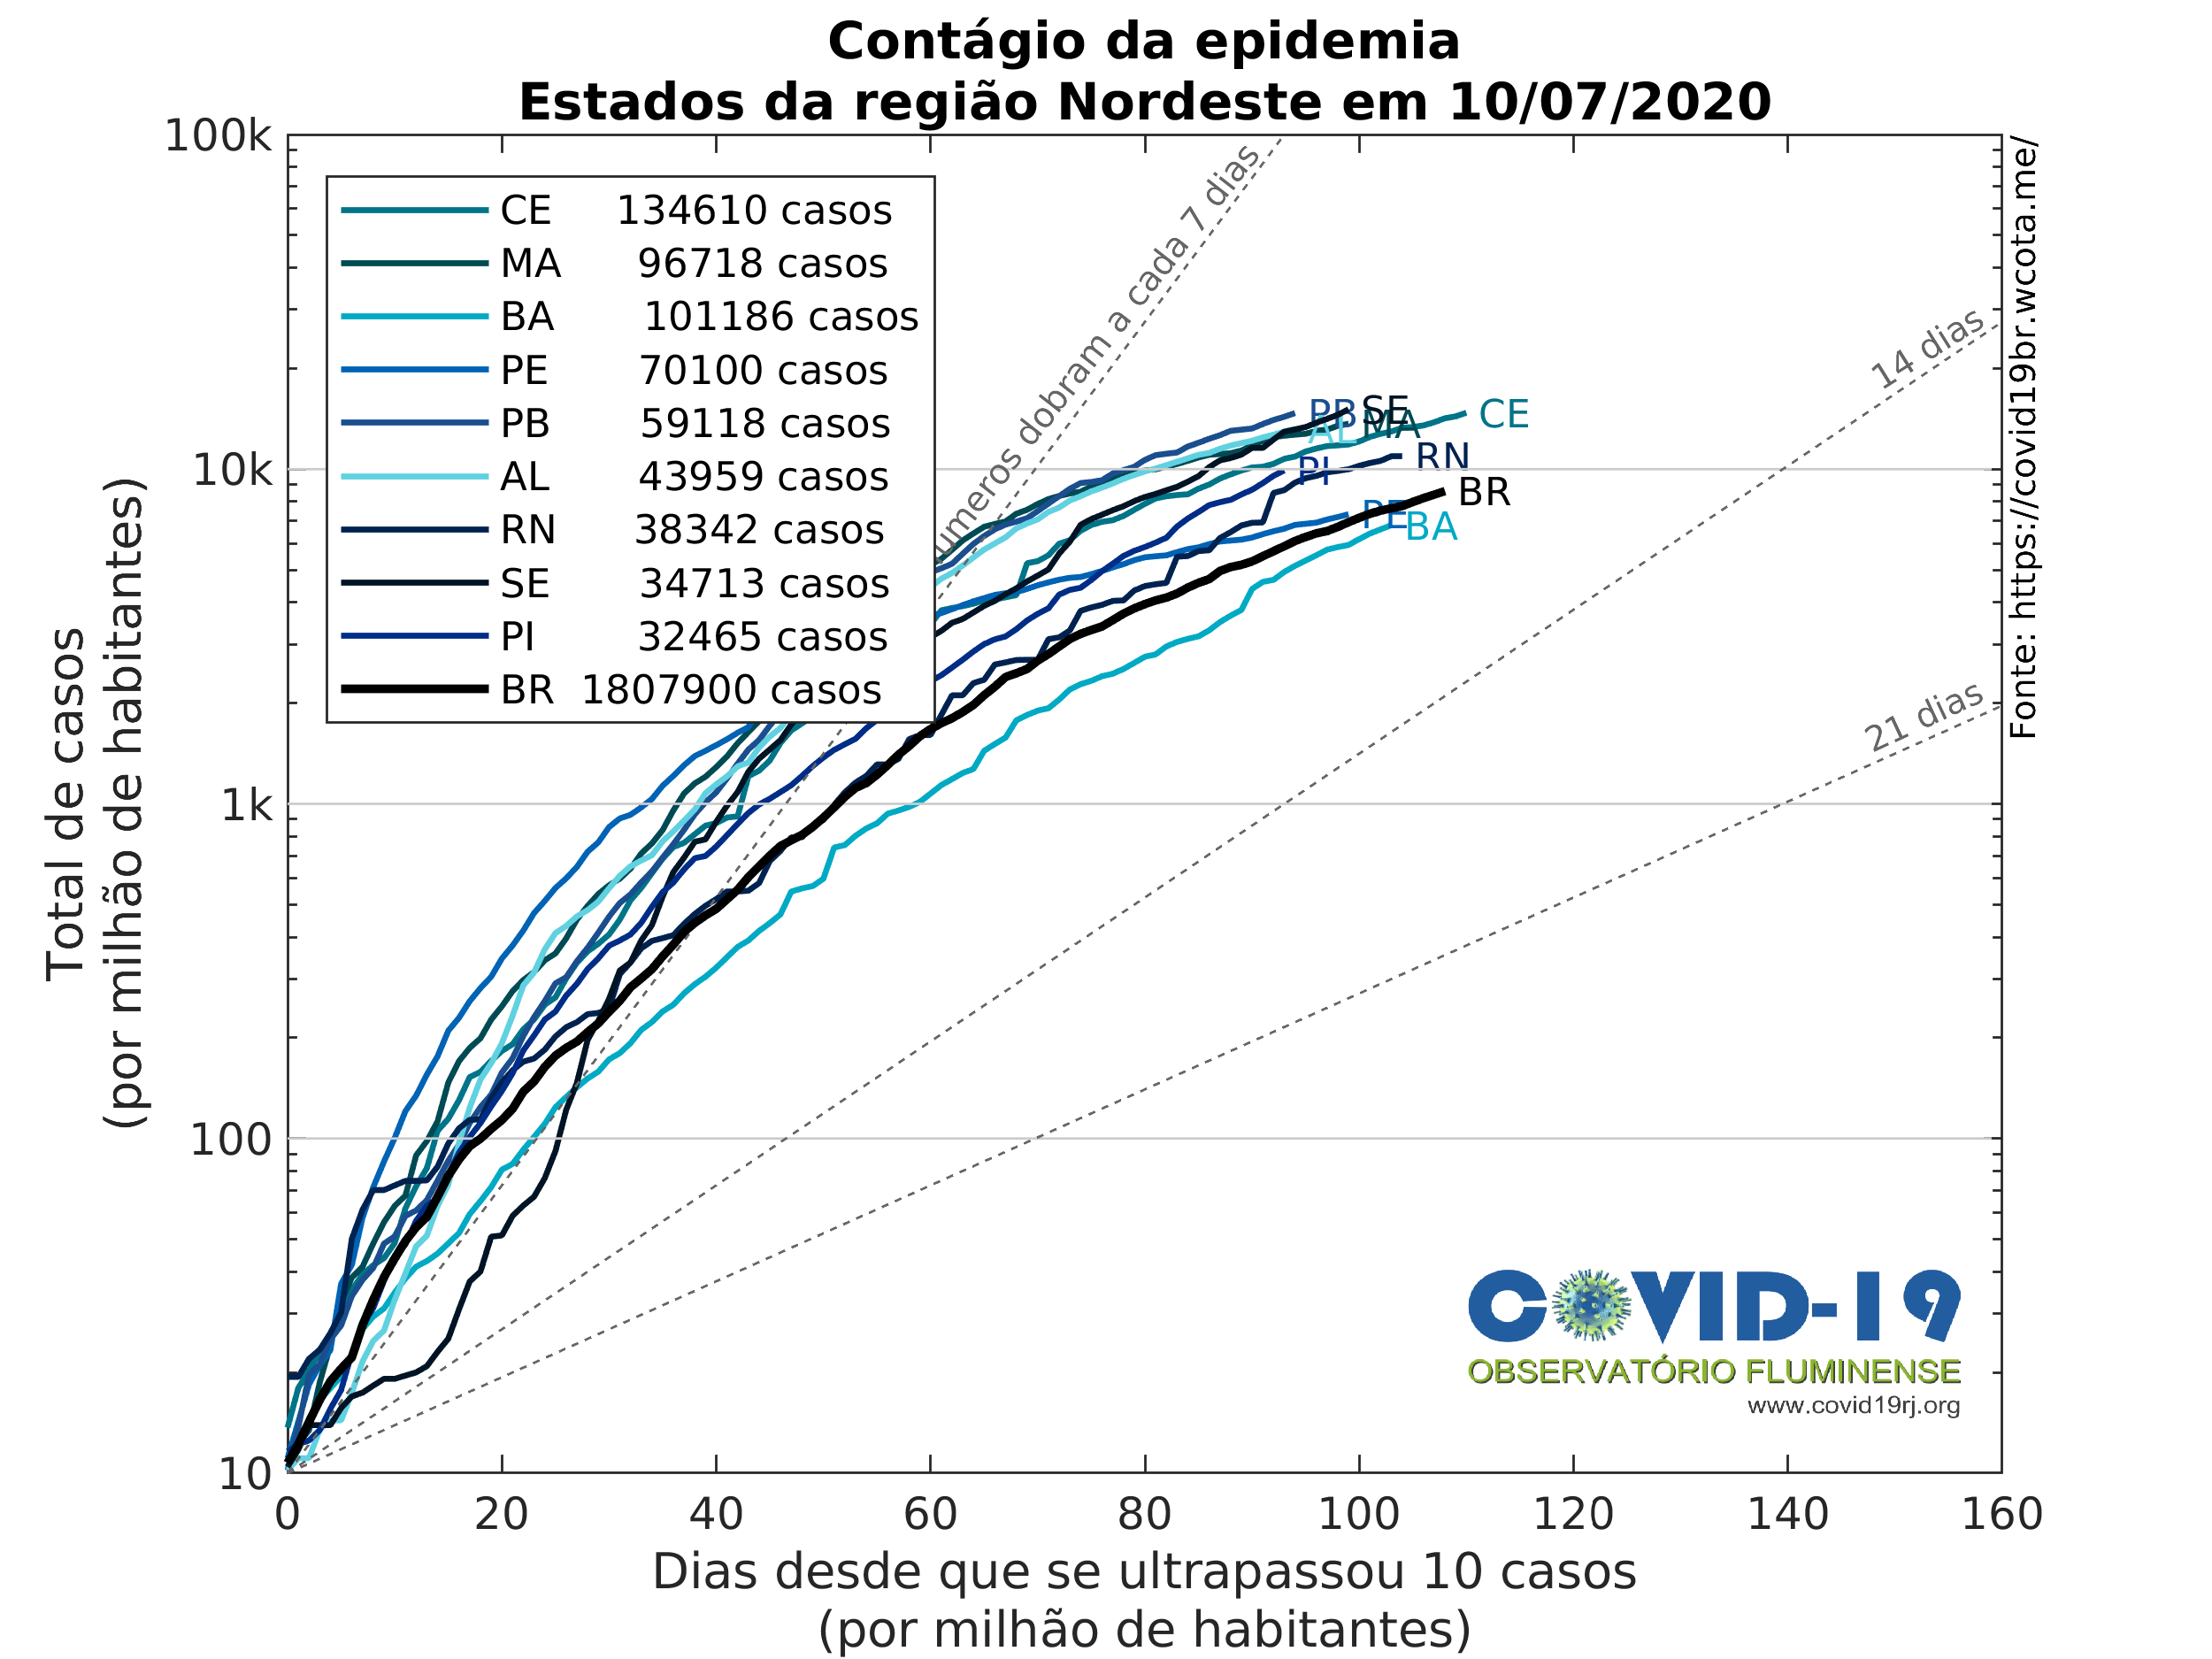 Contágio da epidemia
Estados da região Nordeste em 10/07/2020
Total de casos
(por milhão de habitantes)
100k
10k
1k
100
10
CE 134610 casos
MA 96718 casos
BA 101186 casos
PE 70100 casos
PB 59118 casos
AL 43959 casos
RN 38342 casos
SE 34713 casos
PI 32465 casos
BR 1807900 casos
dobram a cada 7 dias
14 dias
21 dias
PB
SE
AL
MA
CE
RN
PI
BR
PE
BA
Fonte: https://covid19br.wcota.me/
COVID-19
OBSERVATÓRIO FLUMINENSE
www.covid19rj.org
0 20 40 60 80 100 120 140 160
Dias desde que se ultrapassou 10 casos
(por milhão de habitantes)